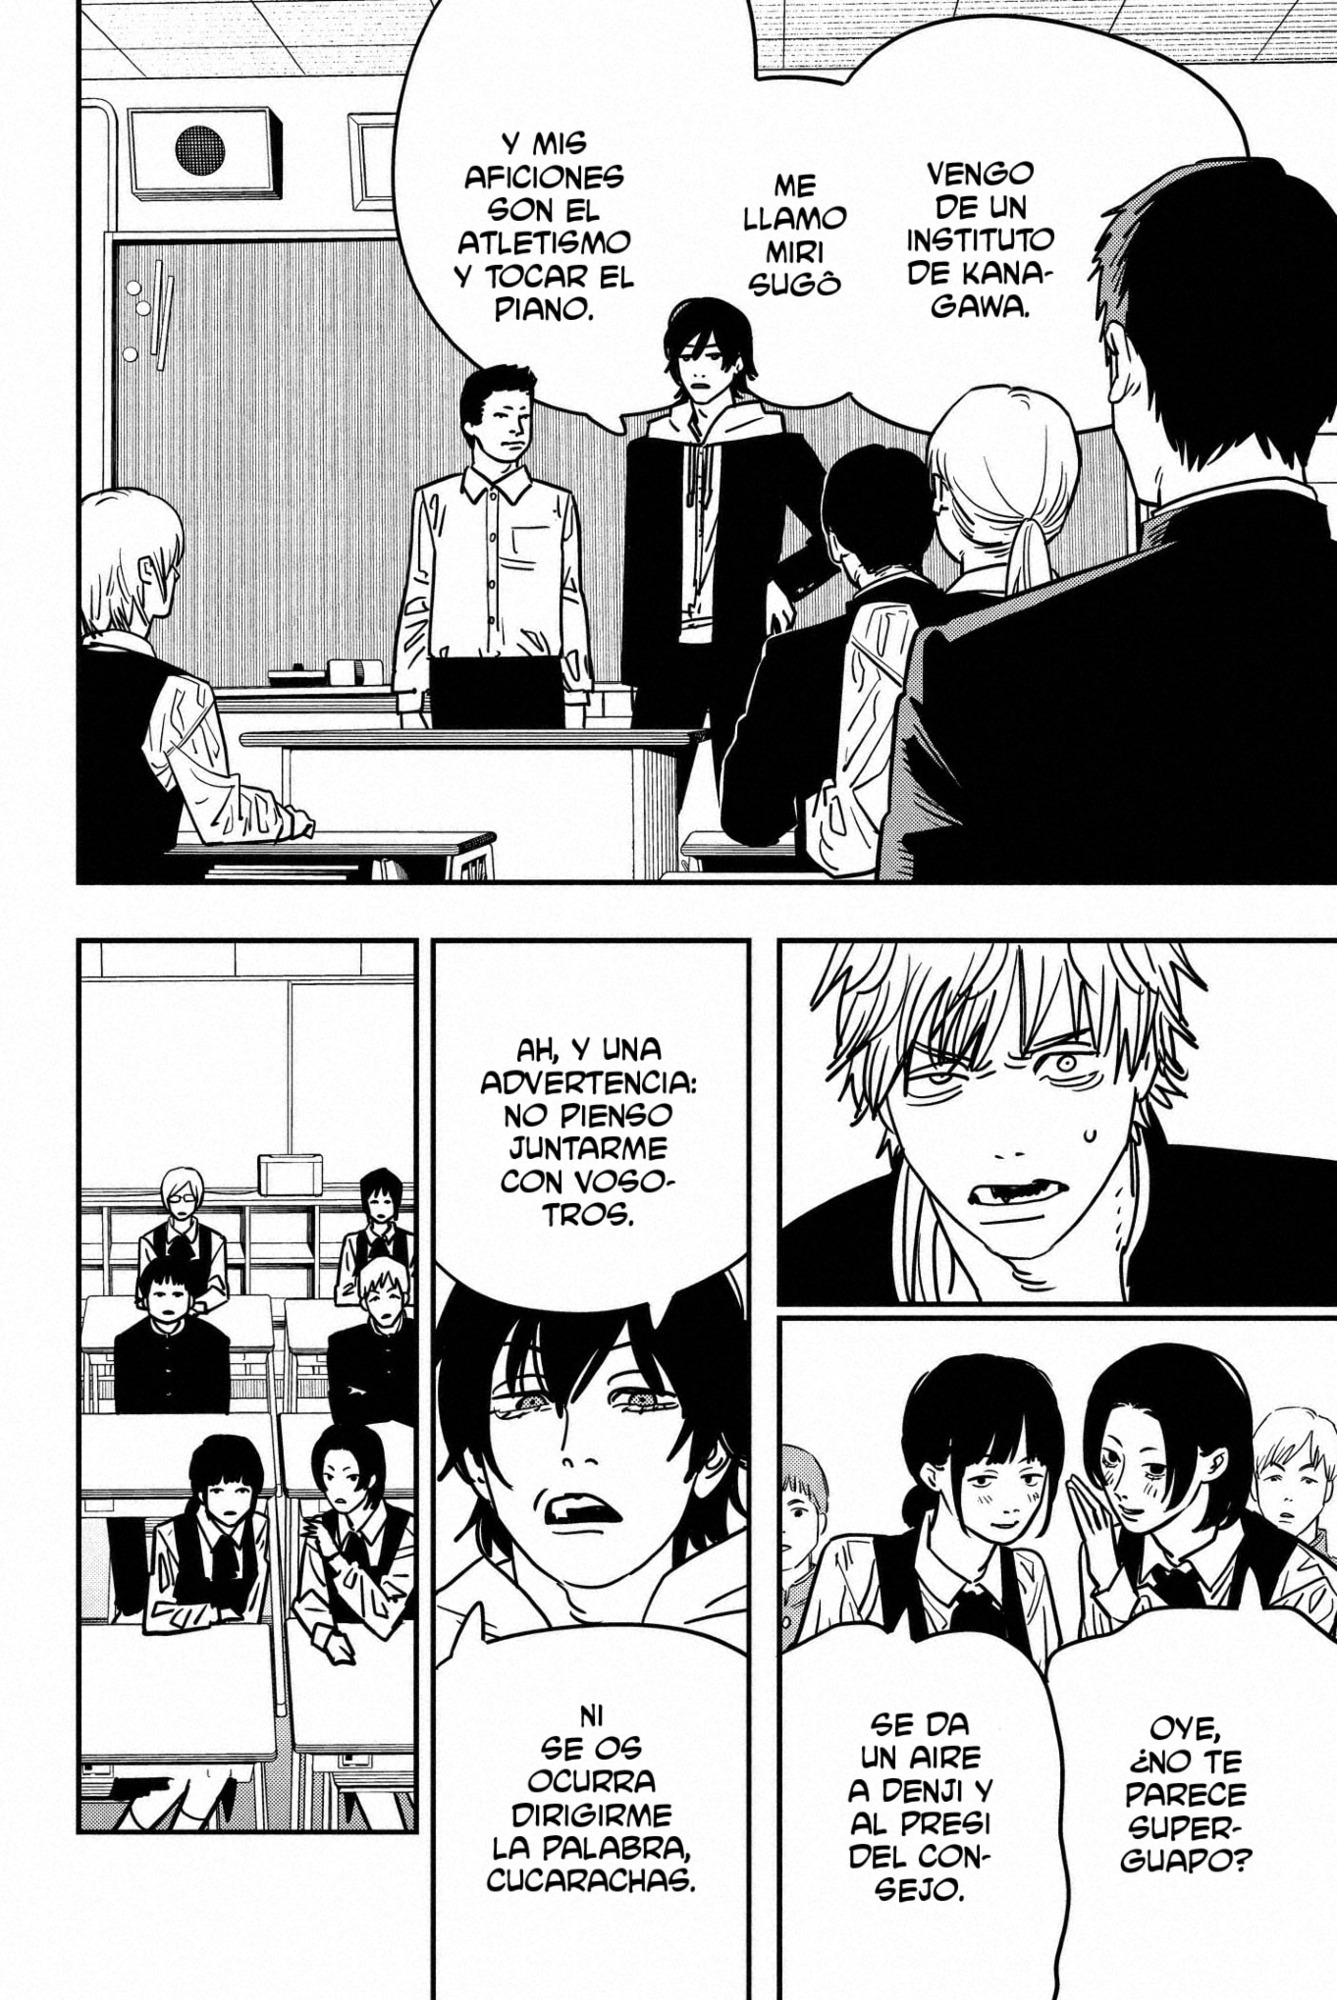 VENGO
DE UN
INSTITUTO
DE KANA-
GAWA.
ME
LLAMO
MIRI
SUGÔ
Y MIS
AFICIONES
SON EL
ATLETISMO
Y TOCAR EL
PIANO.
OYE,
¿NO TE
PARECE
SUPER-
GUAPO?
SE DA
UN AIRE
A DENJI Y
AL PRESI
DEL CON-
SEJO.
AH, Y UNA
ADVERTENCIA:
NO PIENSO
JUNTARME
CON VOSO-
TROS.
NI
SE OS
OCURRA
DIRIGIRME
LA PALABRA,
CUCARACHAS.